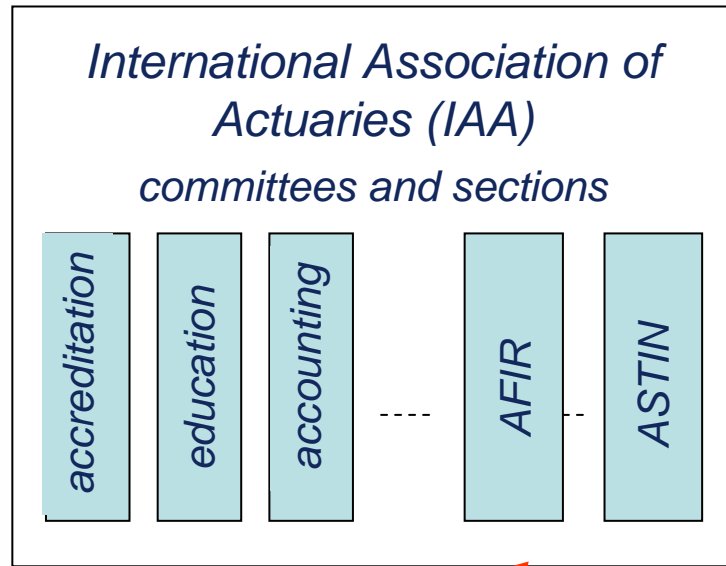 International Association of
Actuaries (IAA)
committees and sections
accreditation
education
accounting
AFIR
ASTIN